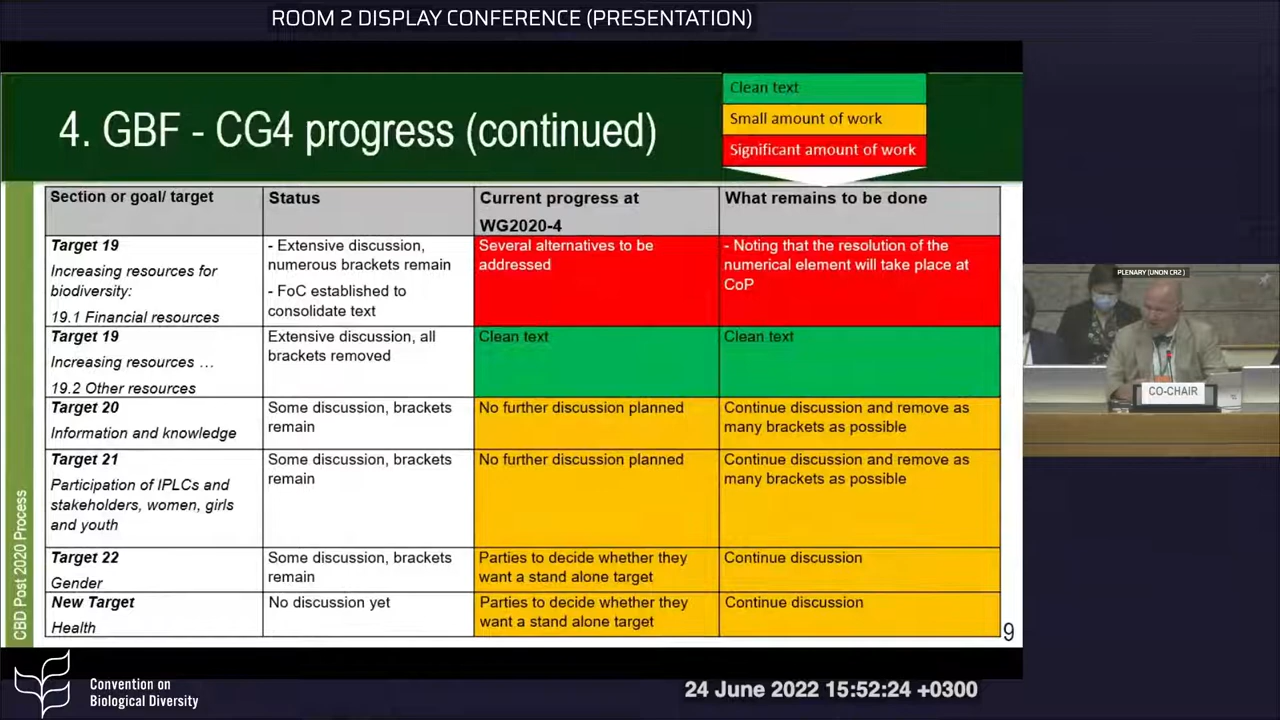 ROOM 2 DISPLAY CONFERENCE (PRESENTATION)
4. GBF - CG4 progress (continued)
Clean text
Small amount of work
Significant amount of work
Section or goal/ target
Status
Current progress at
WG2020-4
What remains to be done
Target 19
Increasing resources for
biodiversity:
19.1 Financial resources
- Extensive discussion,
numerous brackets remain
- FoC established to
consolidate text
Several alternatives to be
addressed
- Noting that the resolution of the
numerical element will take place at
CoP
Target 19
Increasing resources …
19.2 Other resources
Extensive discussion, all
brackets removed
Clean text
Clean text
Target 20
Information and knowledge
Some discussion, brackets
remain
No further discussion planned
Continue discussion and remove as
many brackets as possible
Target 21
Participation of IPLCs and
stakeholders, women, girls
and youth
Some discussion, brackets
remain
No further discussion planned
Continue discussion and remove as
many brackets as possible
Target 22
Gender
Some discussion, brackets
remain
Parties to decide whether they
want a stand alone target
Continue discussion
New Target
Health
No discussion yet
Parties to decide whether they
want a stand alone target
Continue discussion
CBD Post 2020 Process
9
PLENARY (UNON CR2 )
CO-CHAIR
Convention on
Biological Diversity
24 June 2022 15:52:24 +0300